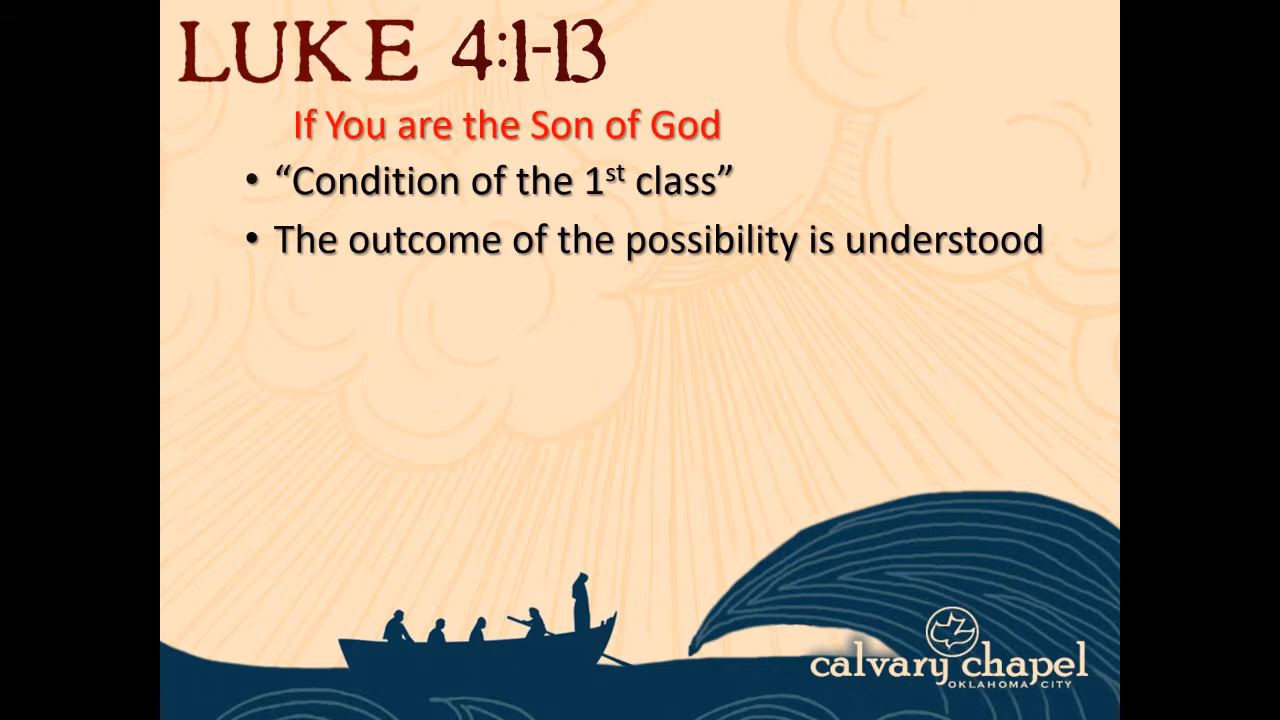 LUKE 4:1-13
If You are the Son of God
• “Condition of the 1st class”
• The outcome of the possibility is understood
calvary chapel
OKLAHOMA CITY